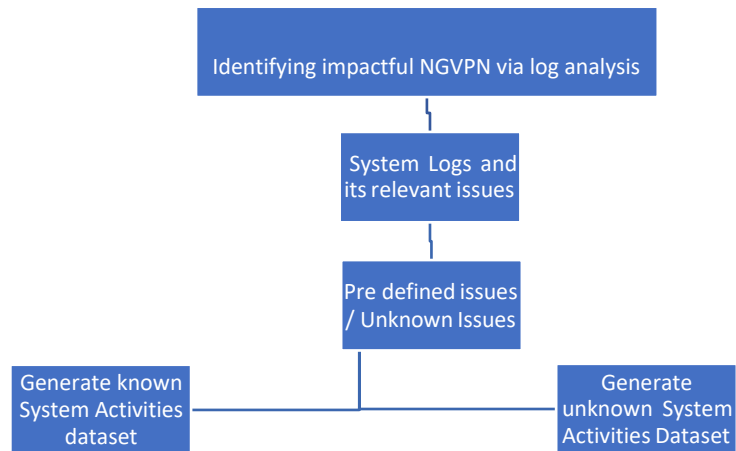 Identifying impactful NGVPN via log analysis
System Logs and
its relevant issues
Pre defined issues
/ Unknown Issues
Generate known
System Activities
dataset
Generate
unknown System
Activities Dataset